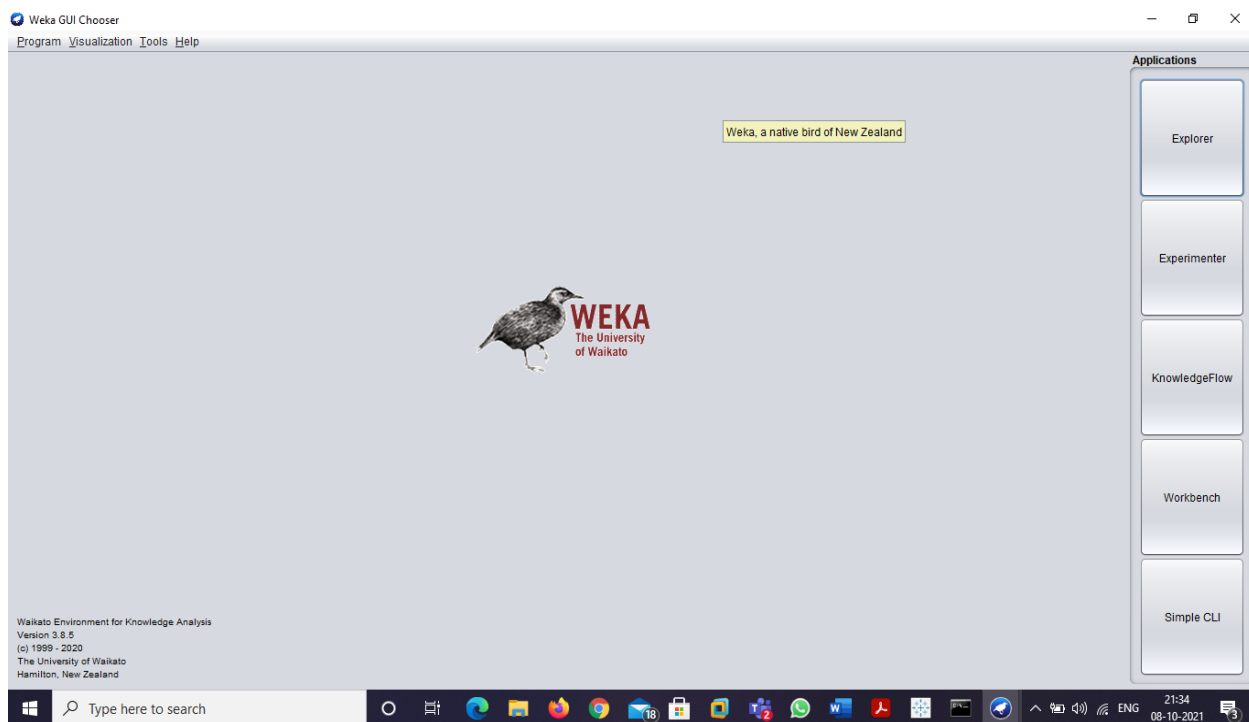 Weka GUI Chooser
Program Visualization Tools Help
Applications
Weka, a native bird of New Zealand
Explorer
Experimenter
WEKA
The University
of Waikato
KnowledgeFlow
Workbench
Simple CLI
Waikato Environment for Knowledge Analysis
Version 3.8.5
(c) 1999 - 2020
The University of Waikato
Hamilton, New Zealand
Type here to search
18
2
ENG
21:34
08-10-2021
3